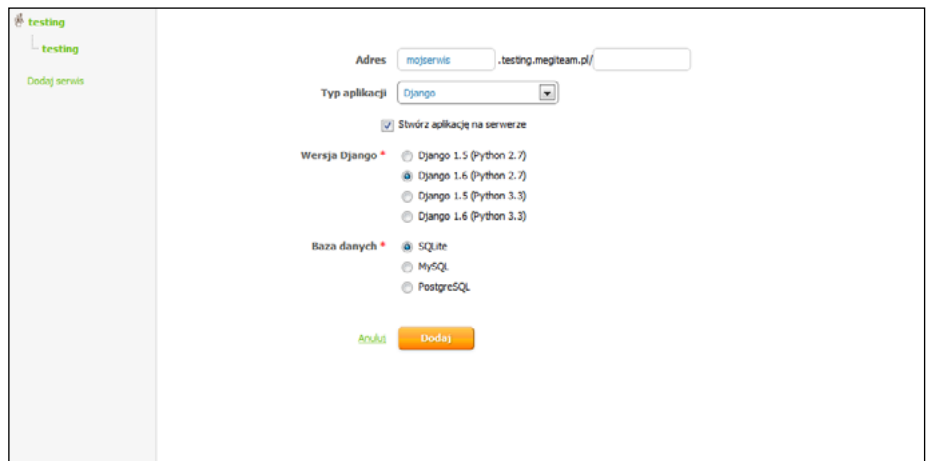 testing
testing
Dodaj serwis
Adres mojserwis .testing.megiteam.pl/
Typ aplikacji Django
Stwórz aplikację na serwerze
Wersja Django * Django 1.5 (Python 2.7)
Django 1.6 (Python 2.7)
Django 1.5 (Python 3.3)
Django 1.6 (Python 3.3)
Baza danych * SQLite
MySQL
PostgreSQL
Anuluj Dodaj